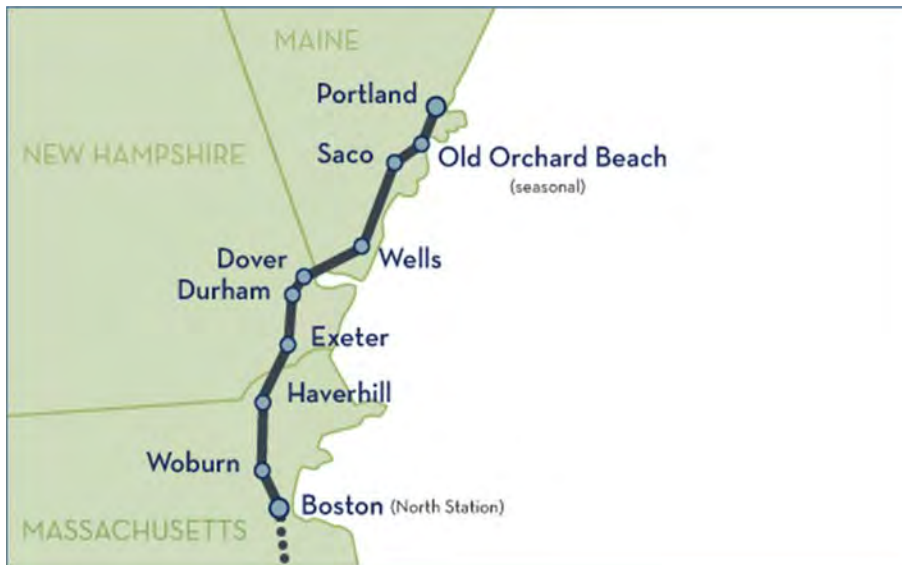 MAINE
Portland
NEW HAMPSHIRE
Saco
Old Orchard Beach
(seasonal)
Dover
Wells
Durham
Exeter
Haverhill
Woburn
Boston (North Station)
MASSACHUSETTS